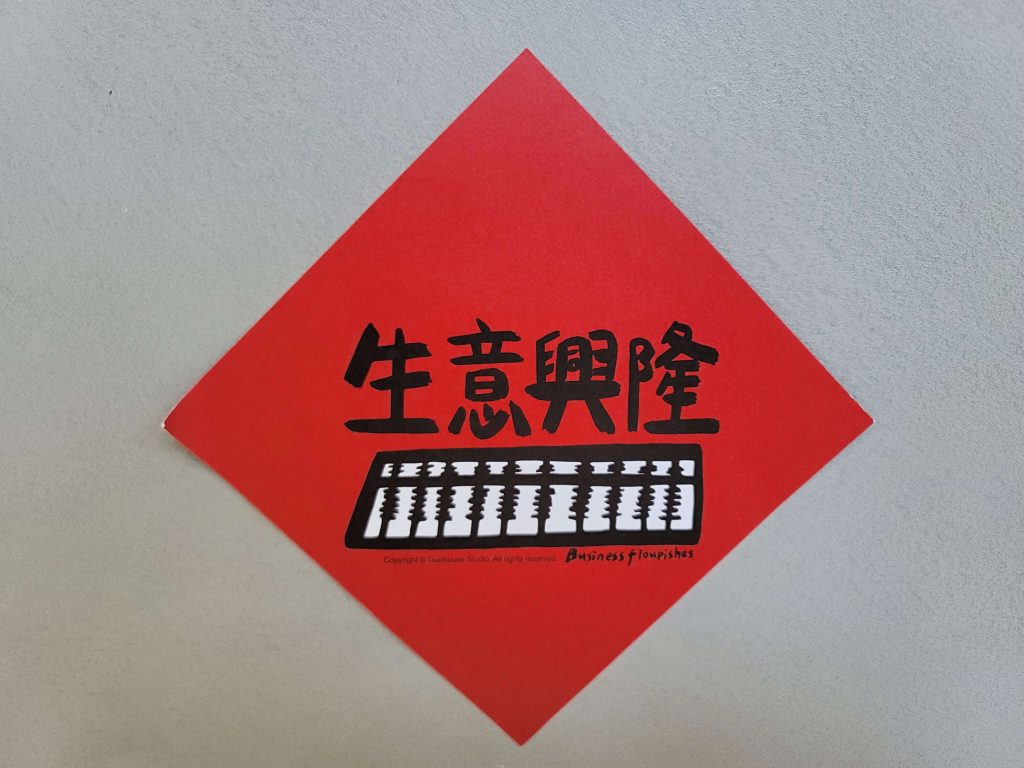 生意興隆
Copyright © Guohouse Studio. All rights reserved.
Business flourishes